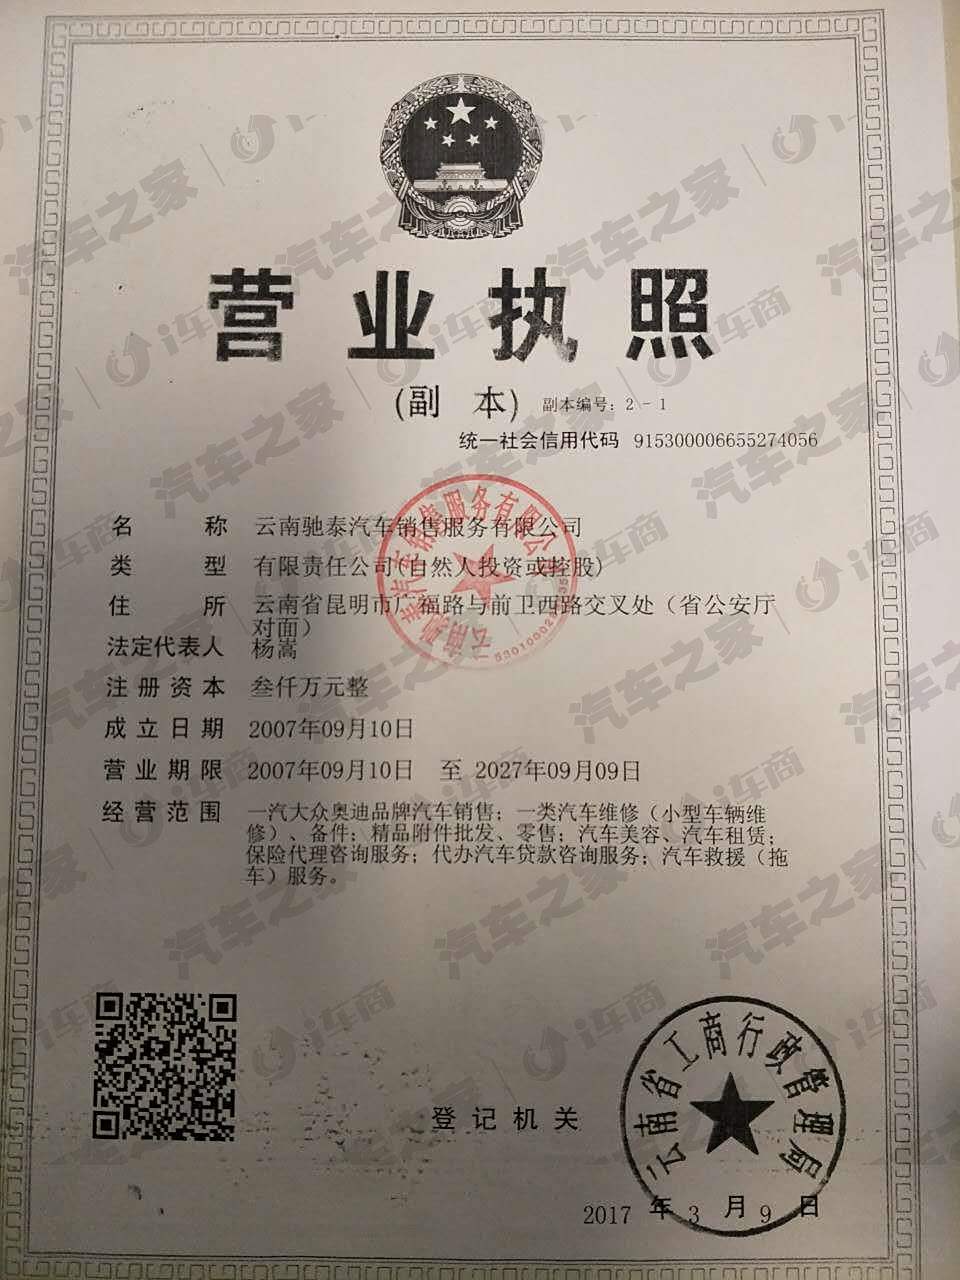 营业执照
(副 本) 副本编号: 2 - 1
统一社会信用代码 915300006655274056
名称 云南驰泰汽车销售服务有限公司
类型 有限责任公司(自然人投资或控股)
住所 云南省昆明市广福路与前卫西路交叉处（省公安厅
对面）
法定代表人 杨嵩
注册资本 叁仟万元整
成立日期 2007年09月10日
营业期限 2007年09月10日 至 2027年09月09日
经营范围 一汽大众奥迪品牌汽车销售；一类汽车维修（小型车辆维
修）、备件；精品附件批发、零售；汽车美容、汽车租赁；
保险代理咨询服务；代办汽车贷款咨询服务；汽车救援（拖
车）服务。
登记机关
云南省工商行政管理局
2017 年 3 月 9 日
汽车之家
i车商